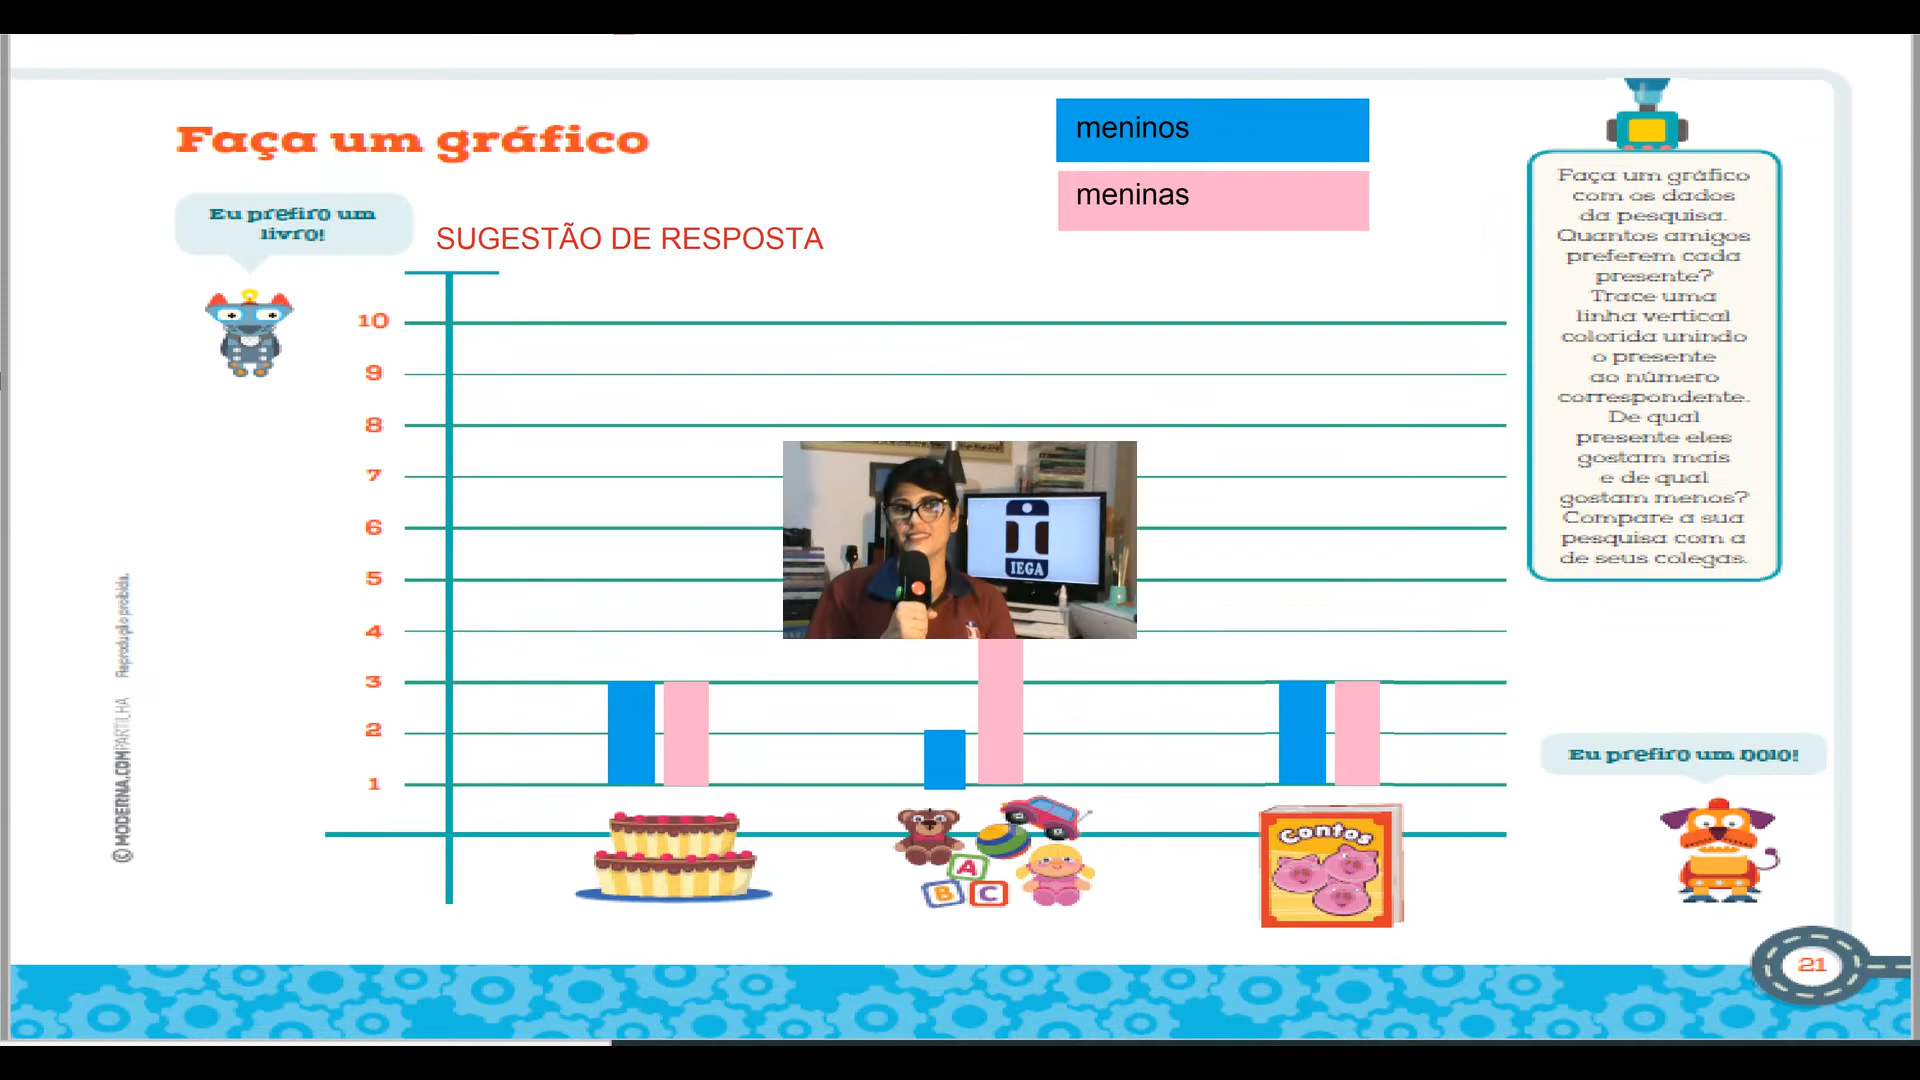 Faça um gráfico
meninos
meninas
Eu prefiro um
livro!
SUGESTÃO DE RESPOSTA
10
9
8
7
6
5
4
3
2
1
IEGA
A
B C
Contos
Faça um gráfico
com os dados
da pesquisa.
Quantos amigos
preferem cada
presente?
Trace uma
linha vertical
colorida unindo
o presente
ao número
correspondente.
De qual
presente eles
gostam mais
e de qual
gostam menos?
Compare a sua
pesquisa com a
de seus colegas.
Eu prefiro um bolo!
© MODERNA.COMPARTILHA Reprodução proibida.
21